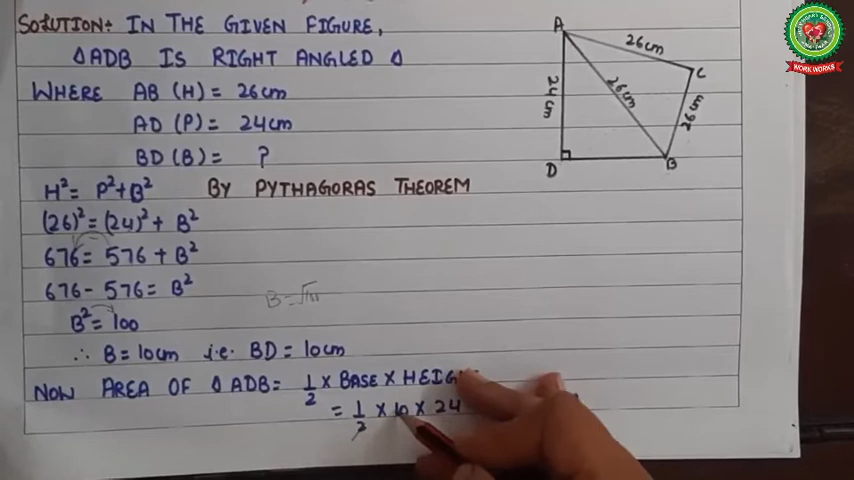 SOLUTION:- IN THE GIVEN FIGURE,
△ADB IS RIGHT ANGLED △
WHERE AB (H) = 26cm
AD (P) = 24cm
BD (B) = ?
H²= P²+B² BY PYTHAGORAS THEOREM
(26)²=(24)²+ B²
676= 576 + B²
676- 576= B²
B=√
B²= 100
∴ B= 10cm i.e. BD= 10cm
NOW AREA OF △ ADB= 1/2 × BASE × HEIG
= 1/2 × 10 × 24
A
26cm
C
24cm
26cm
26cm
D
B
WORK WORKS